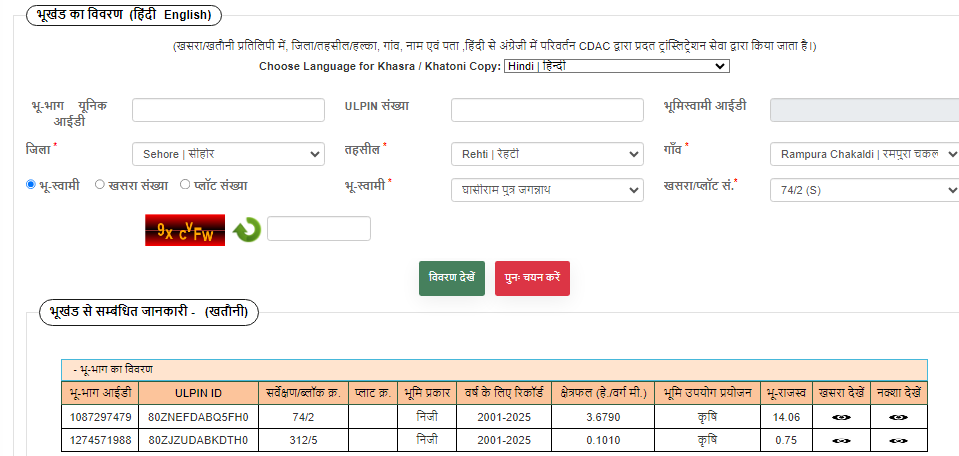 भूखंड का विवरण (हिंदी English)
(खसरा/खतौनी प्रतिलिपी में, जिला/तहसील/हल्का, गांव, नाम एवं पता ,हिंदी से अंग्रेजी में परिवर्तन CDAC द्वारा प्रदत ट्रांस्लिट्रेशन सेवा द्वारा किया जाता है।)
Choose Language for Khasra / Khatoni Copy: Hindi | हिन्दी
भू-भाग यूनिक आईडी ULPIN संख्या भूमिस्वामी आईडी
जिला * Sehore | सीहोर तहसील * Rehti | रेहटी गाँव * Rampura Chakaldi | रमपुरा चकल
भू-स्वामी खसरा संख्या प्लॉट संख्या भू-स्वामी * घासीराम पुत्र जगन्नाथ खसरा/प्लॉट सं.* 74/2 (S)
9x cVFw
विवरण देखें पुनः चयन करें
भूखंड से सम्बंधित जानकारी - (खतौनी)
- भू-भाग का विवरण
भू-भाग आईडी ULPIN ID सर्वेक्षण/ब्लॉक क्र. प्लाट क्र. भूमि प्रकार वर्ष के लिए रिकॉर्ड क्षेत्रफल (हे./वर्ग मी.) भूमि उपयोग प्रयोजन भू-राजस्व खसरा देखें नक्शा देखें
1087297479 80ZNEFDABQ5FH0 74/2 निजी 2001-2025 3.6790 कृषि 14.06
1274571988 80ZJZUDABKDTH0 312/5 निजी 2001-2025 0.1010 कृषि 0.75